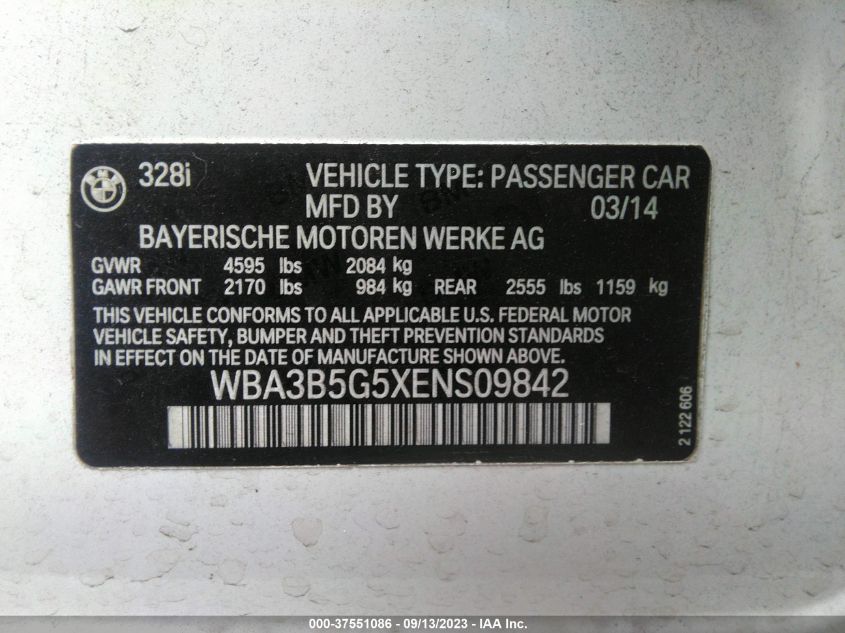 BMW 328i VEHICLE TYPE: PASSENGER CAR
MFD BY 03/14
BAYERISCHE MOTOREN WERKE AG
GVWR 4595 lbs 2084 kg
GAWR FRONT 2170 lbs 984 kg REAR 2555 lbs 1159 kg
THIS VEHICLE CONFORMS TO ALL APPLICABLE U.S. FEDERAL MOTOR
VEHICLE SAFETY, BUMPER AND THEFT PREVENTION STANDARDS
IN EFFECT ON THE DATE OF MANUFACTURE.
WBA3B5G5XENS09842
2 122 606
000-37551086 - 09/13/2023 - IAA Inc.